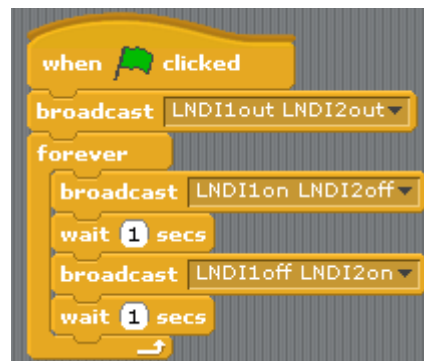 when clicked
broadcast LNDI1out LNDI2out
forever
broadcast LNDI1on LNDI2off
wait 1 secs
broadcast LNDI1off LNDI2on
wait 1 secs